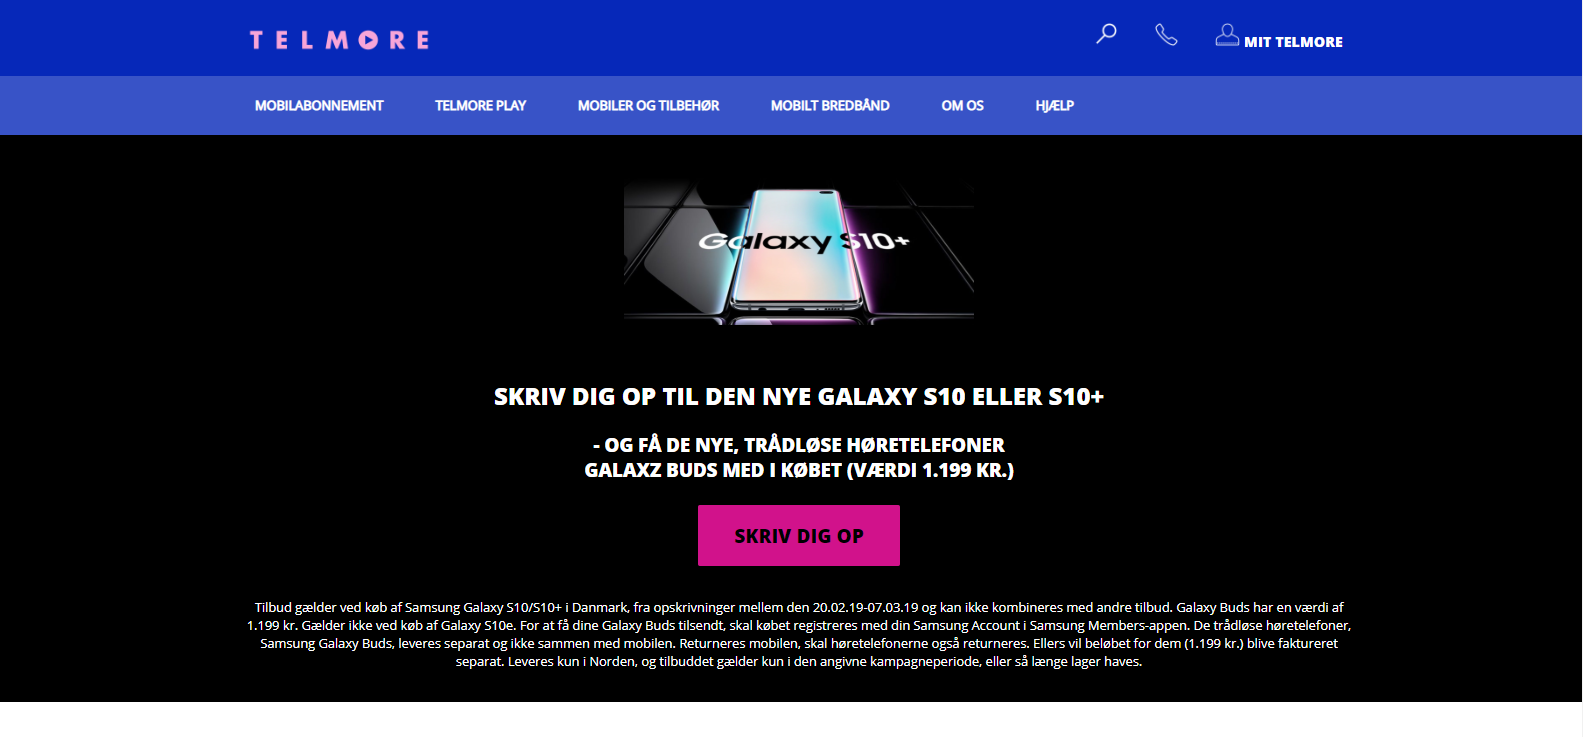 TELMORE
MIT TELMORE
MOBILABONNEMENT TELMORE PLAY MOBILER OG TILBEHØR MOBILT BREDBÅND OM OS HJÆLP
Galaxy S10+
SKRIV DIG OP TIL DEN NYE GALAXY S10 ELLER S10+
- OG FÅ DE NYE, TRÅDLØSE HØRETELEFONER
GALAXZ BUDS MED I KØBET (VÆRDI 1.199 KR.)
SKRIV DIG OP
Tilbud gælder ved køb af Samsung Galaxy S10/S10+ i Danmark, fra opskrivninger mellem den 20.02.19-07.03.19 og kan ikke kombineres med andre tilbud. Galaxy Buds har en værdi af
1.199 kr. Gælder ikke ved køb af Galaxy S10e. For at få dine Galaxy Buds tilsendt, skal købet registreres med din Samsung Account i Samsung Members-appen. De trådløse høretelefoner,
Samsung Galaxy Buds, leveres separat og ikke sammen med mobilen. Returneres mobilen, skal høretelefonerne også returneres. Ellers vil beløbet for dem (1.199 kr.) blive faktureret
separat. Leveres kun i Norden, og tilbuddet gælder kun i den angivne kampagneperiode, eller så længe lager haves.